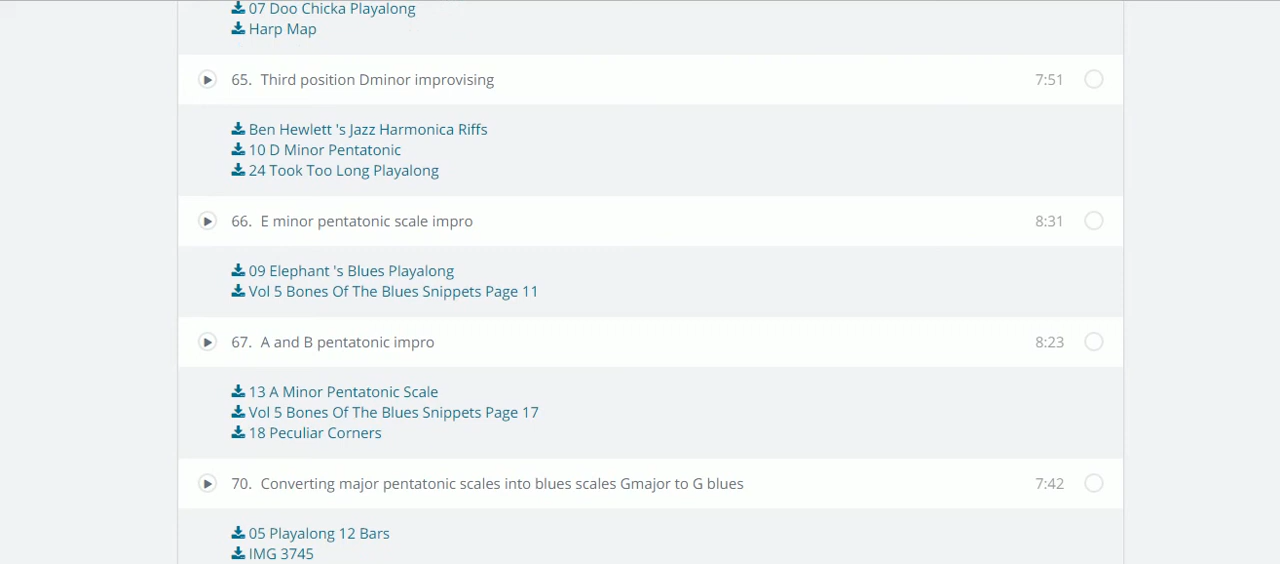 07 Doo Chicka Playalong
Harp Map
65. Third position Dminor improvising 7:51
Ben Hewlett 's Jazz Harmonica Riffs
10 D Minor Pentatonic
24 Took Too Long Playalong
66. E minor pentatonic scale impro 8:31
09 Elephant 's Blues Playalong
Vol 5 Bones Of The Blues Snippets Page 11
67. A and B pentatonic impro 8:23
13 A Minor Pentatonic Scale
Vol 5 Bones Of The Blues Snippets Page 17
18 Peculiar Corners
70. Converting major pentatonic scales into blues scales Gmajor to G blues 7:42
05 Playalong 12 Bars
IMG 3745